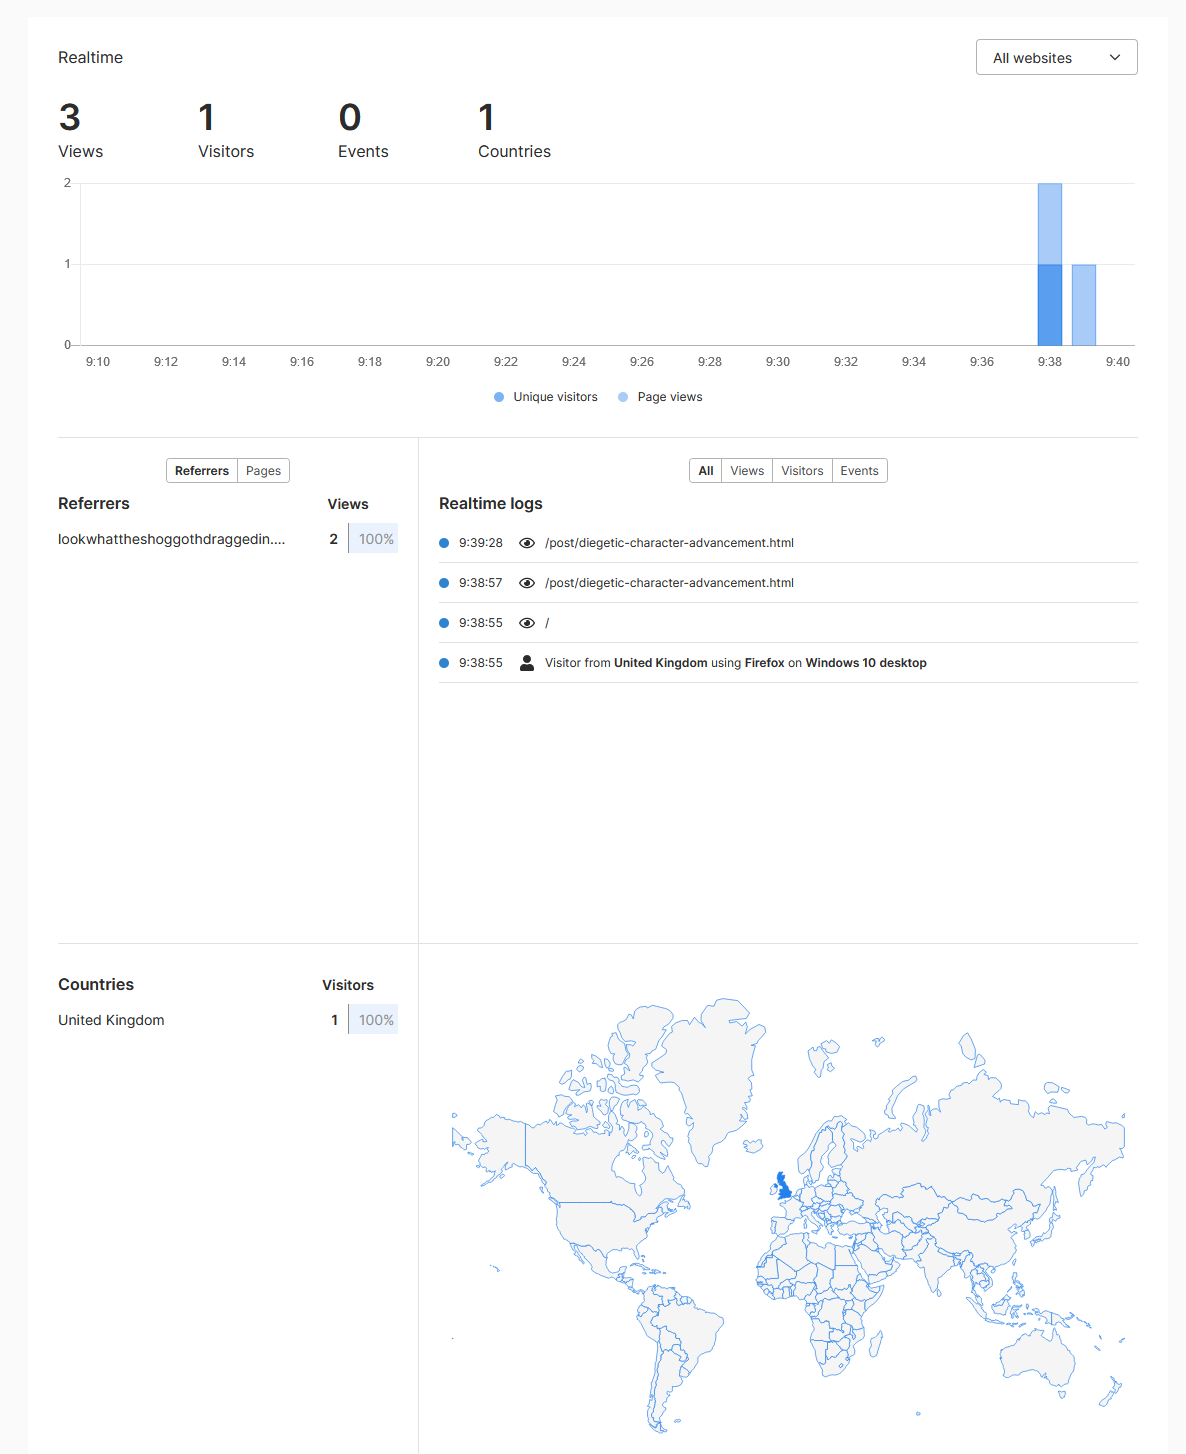 Realtime
All websites
3 1 0 1
Views Visitors Events Countries
2
1
0
9:10 9:12 9:14 9:16 9:18 9:20 9:22 9:24 9:26 9:28 9:30 9:32 9:34 9:36 9:38 9:40
Unique visitors Page views
Referrers Pages
Referrers Views
lookwhattheshoggothdraggedin.... 2 100%
All Views Visitors Events
Realtime logs
9:39:28 /post/diegetic-character-advancement.html
9:38:57 /post/diegetic-character-advancement.html
9:38:55 /
9:38:55 Visitor from United Kingdom using Firefox on Windows 10 desktop
Countries Visitors
United Kingdom 1 100%